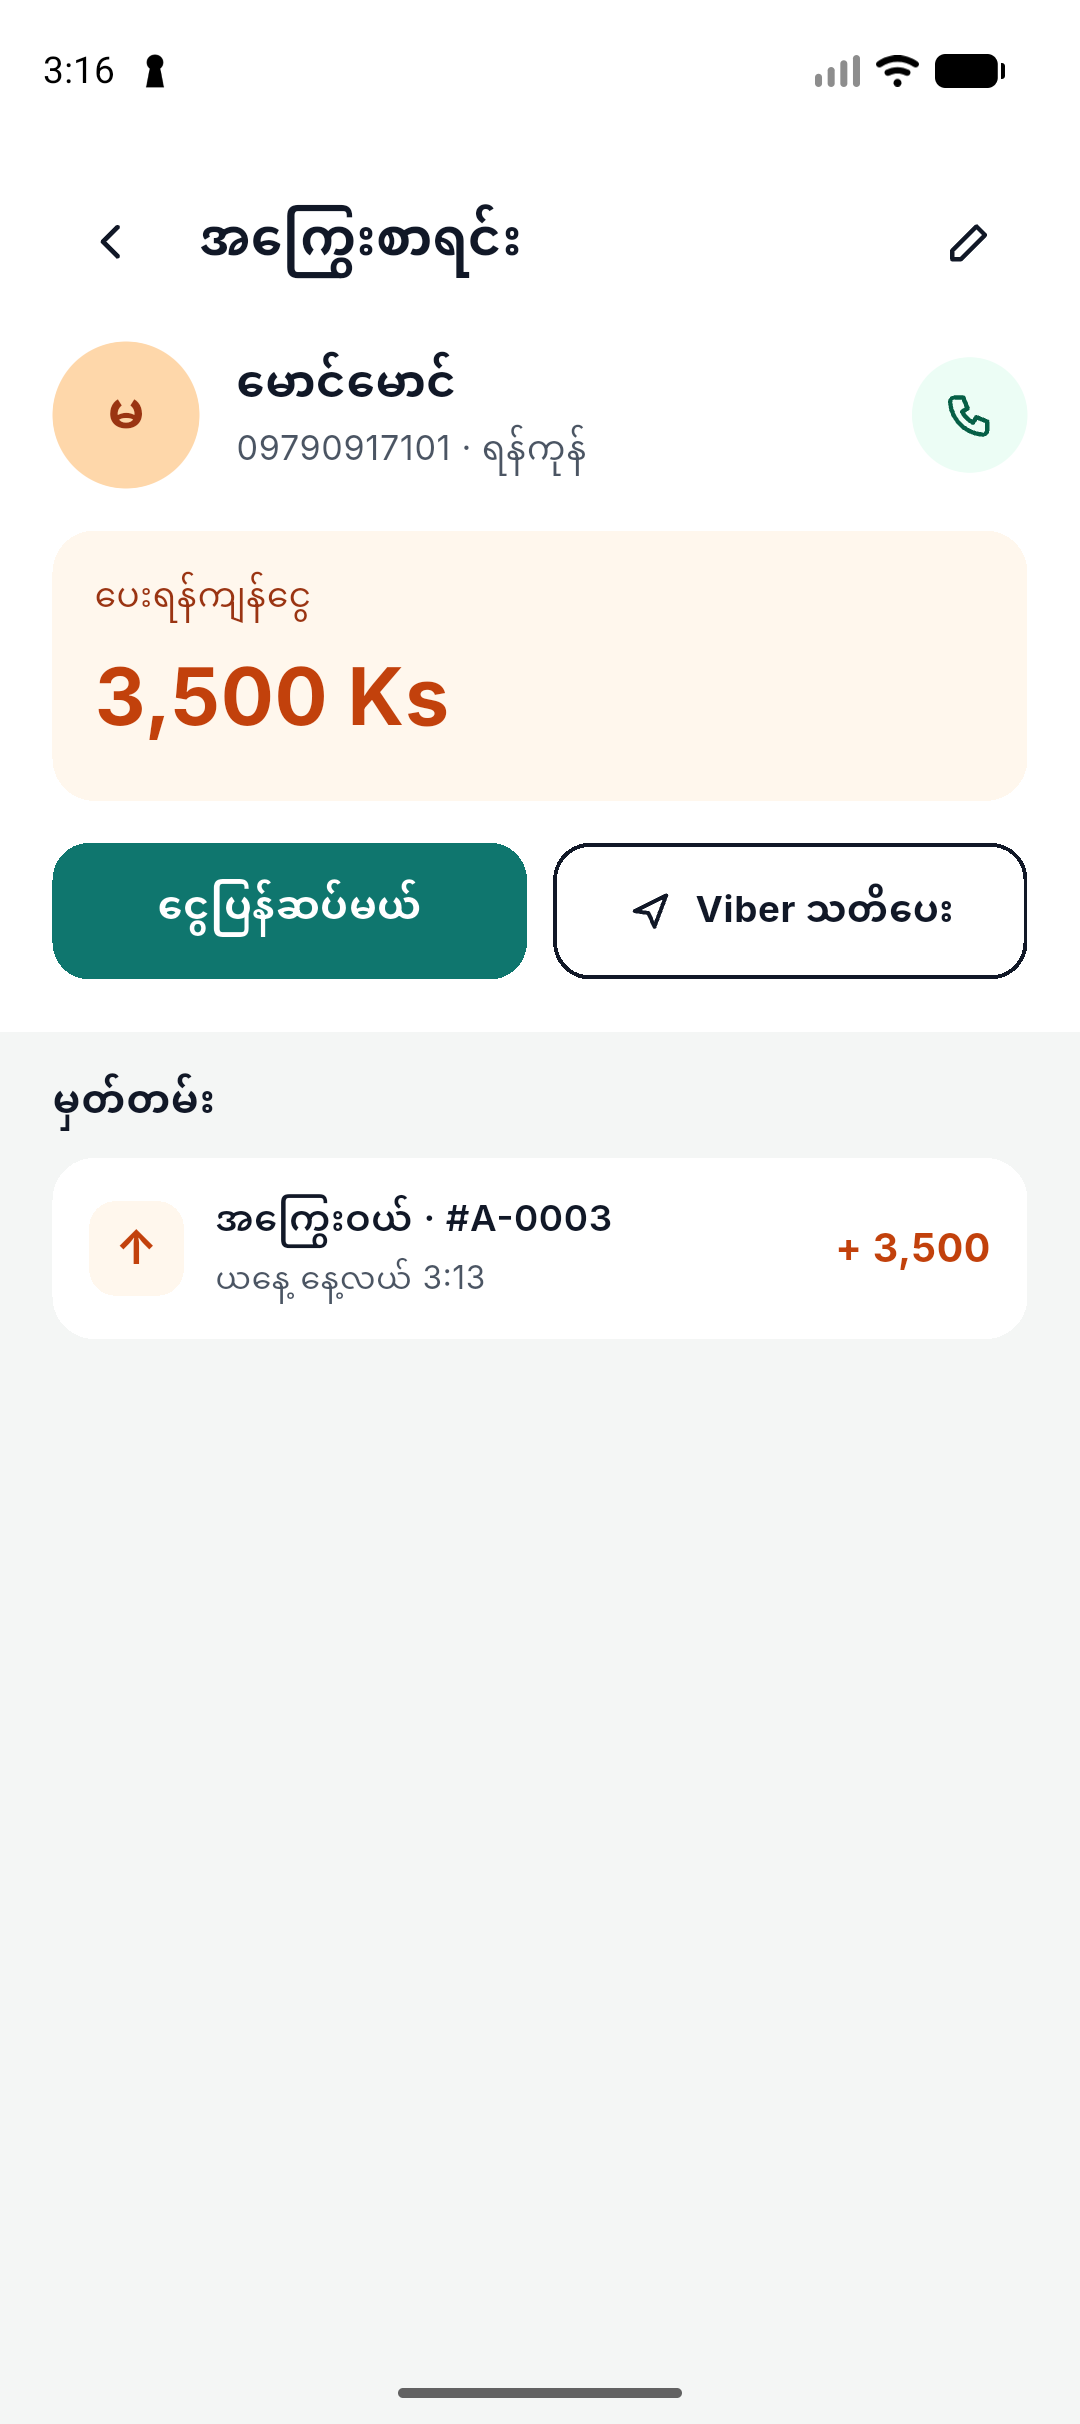 3:16
အကြွေးစာရင်း
မ
မောင်မောင်
09790917101 · ရန်ကုန်
ပေးရန်ကျန်ငွေ
3,500 Ks
ငွေပြန်ဆပ်မယ်
Viber သတိပေး
မှတ်တမ်း
အကြွေးဝယ် · #A-0003
ယနေ့ နေ့လယ် 3:13
+ 3,500